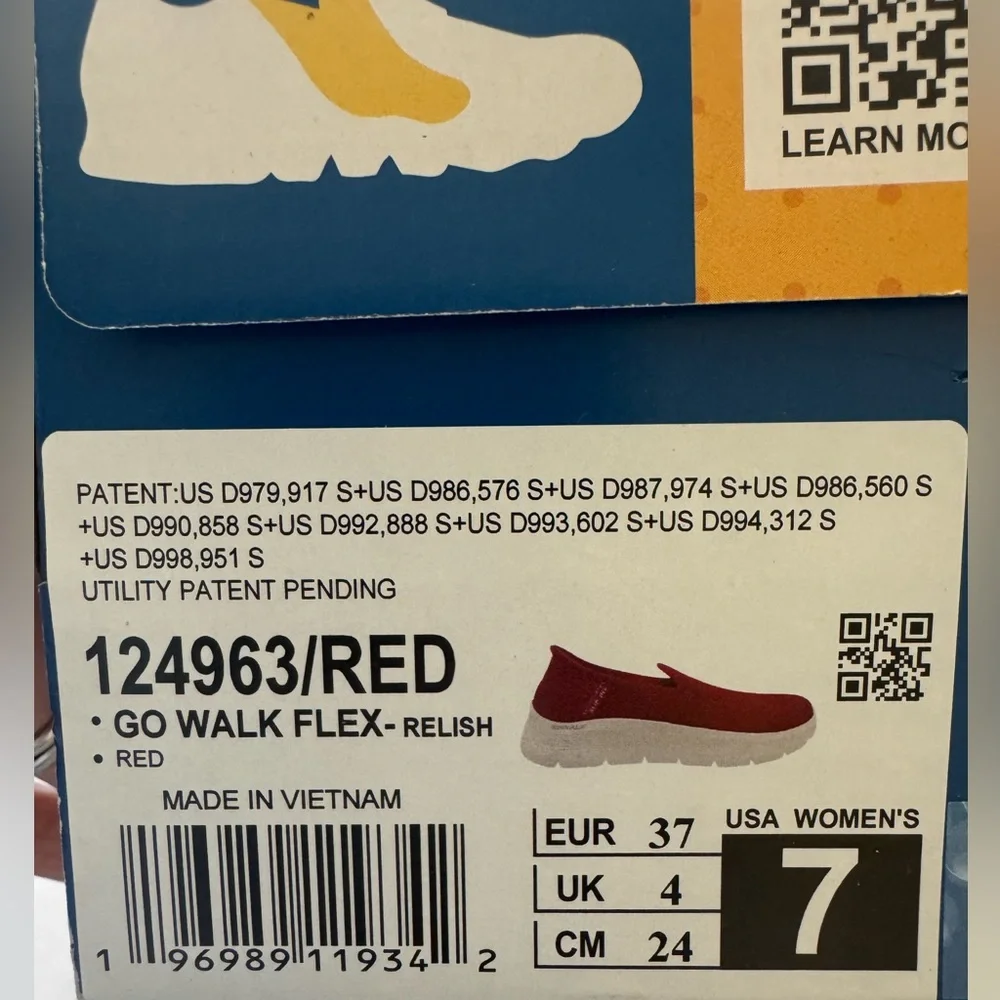 LEARN MO
PATENT:US D979,917 S+US D986,576 S+US D987,974 S+US D986,560 S
+US D990,858 S+US D992,888 S+US D993,602 S+US D994,312 S
+US D998,951 S
UTILITY PATENT PENDING
124963/RED
• GO WALK FLEX- RELISH
• RED
MADE IN VIETNAM
1 96989 11934 2
EUR 37
UK 4
CM 24
USA WOMEN'S
7